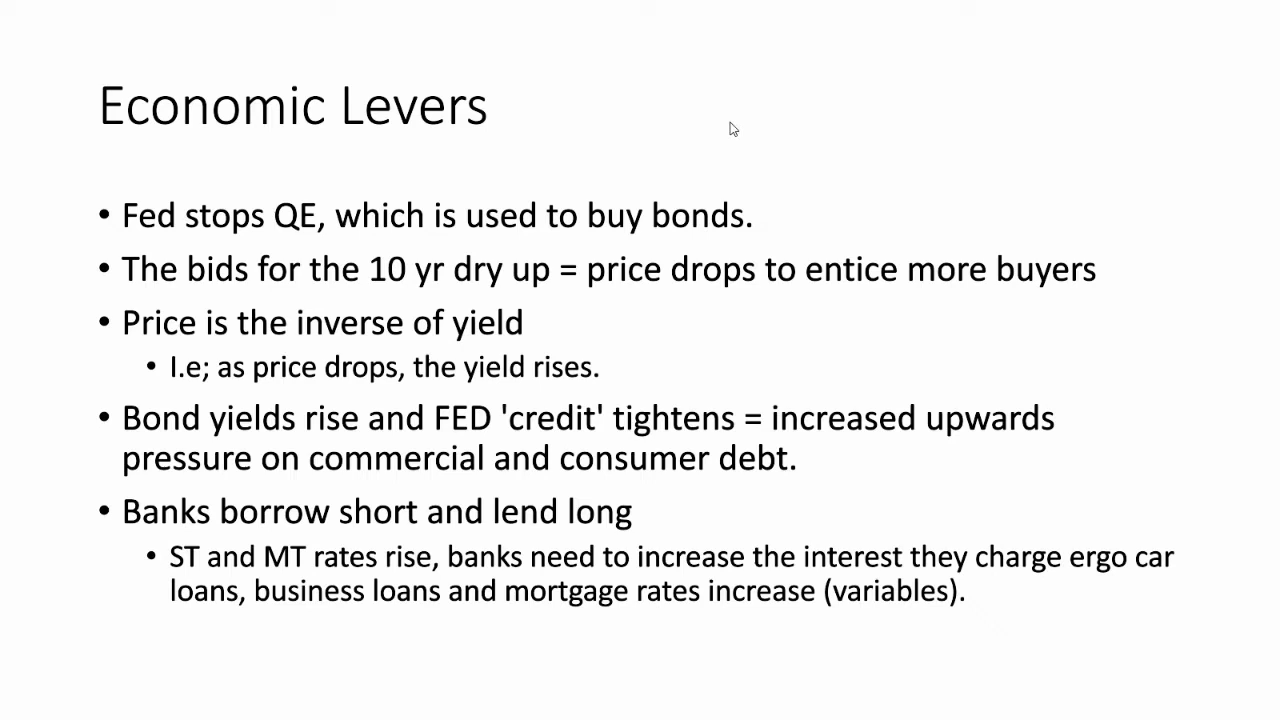 Economic Levers
• Fed stops QE, which is used to buy bonds.
• The bids for the 10 yr dry up = price drops to entice more buyers
• Price is the inverse of yield
• I.e; as price drops, the yield rises.
• Bond yields rise and FED 'credit' tightens = increased upwards
pressure on commercial and consumer debt.
• Banks borrow short and lend long
• ST and MT rates rise, banks need to increase the interest they charge ergo car
loans, business loans and mortgage rates increase (variables).